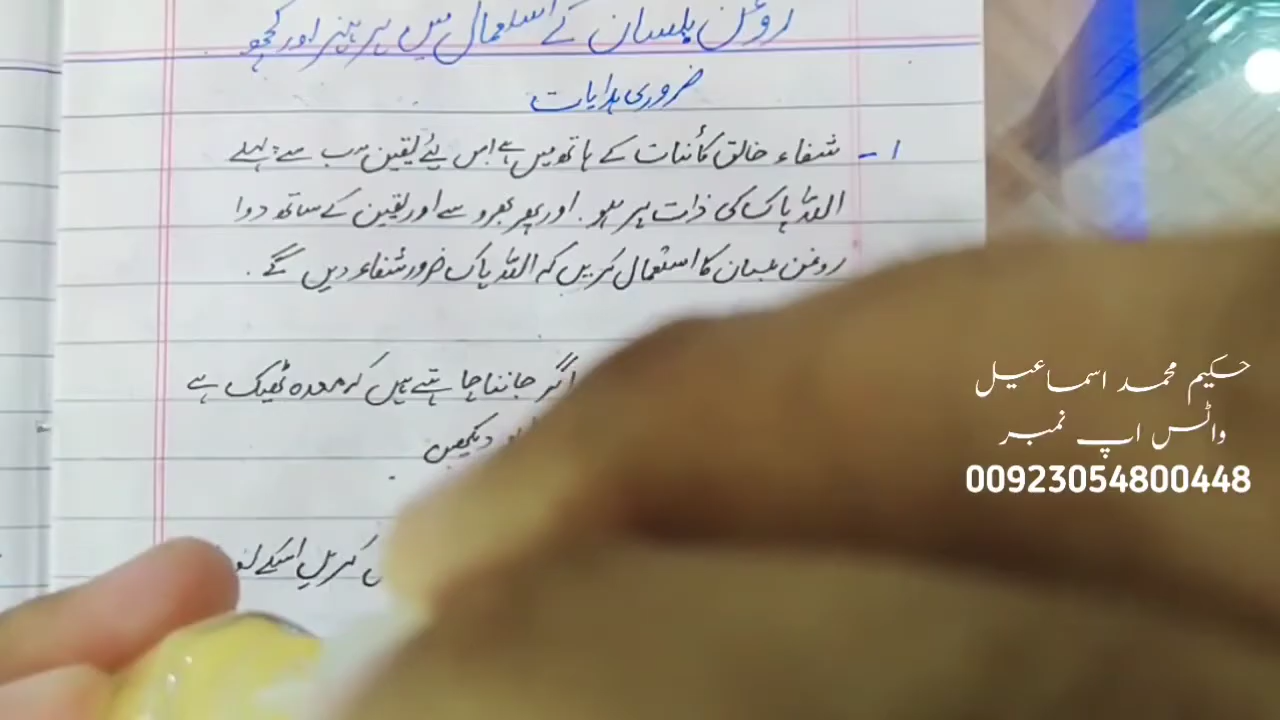 روغن بلسان کے استعمال میں پرہیز اور کچھ
ضروری ہدایات
۱- شفاء خالق کائنات کے ہاتھ میں ہے اس لیئے یقین سب سے پہلے
اللہ پاک کی ذات پر ہو. اور پھر بھروسے اور یقین کے ساتھ دوا
روغن بلسان کا استعمال کریں کہ اللہ پاک ضرور شفاء دیں گے.
اگر جاننا چاہتے ہیں کہ معدہ ٹھیک ہے
دیکھیں
حکیم محمد اسماعیل
واٹس اپ نمبر
00923054800448